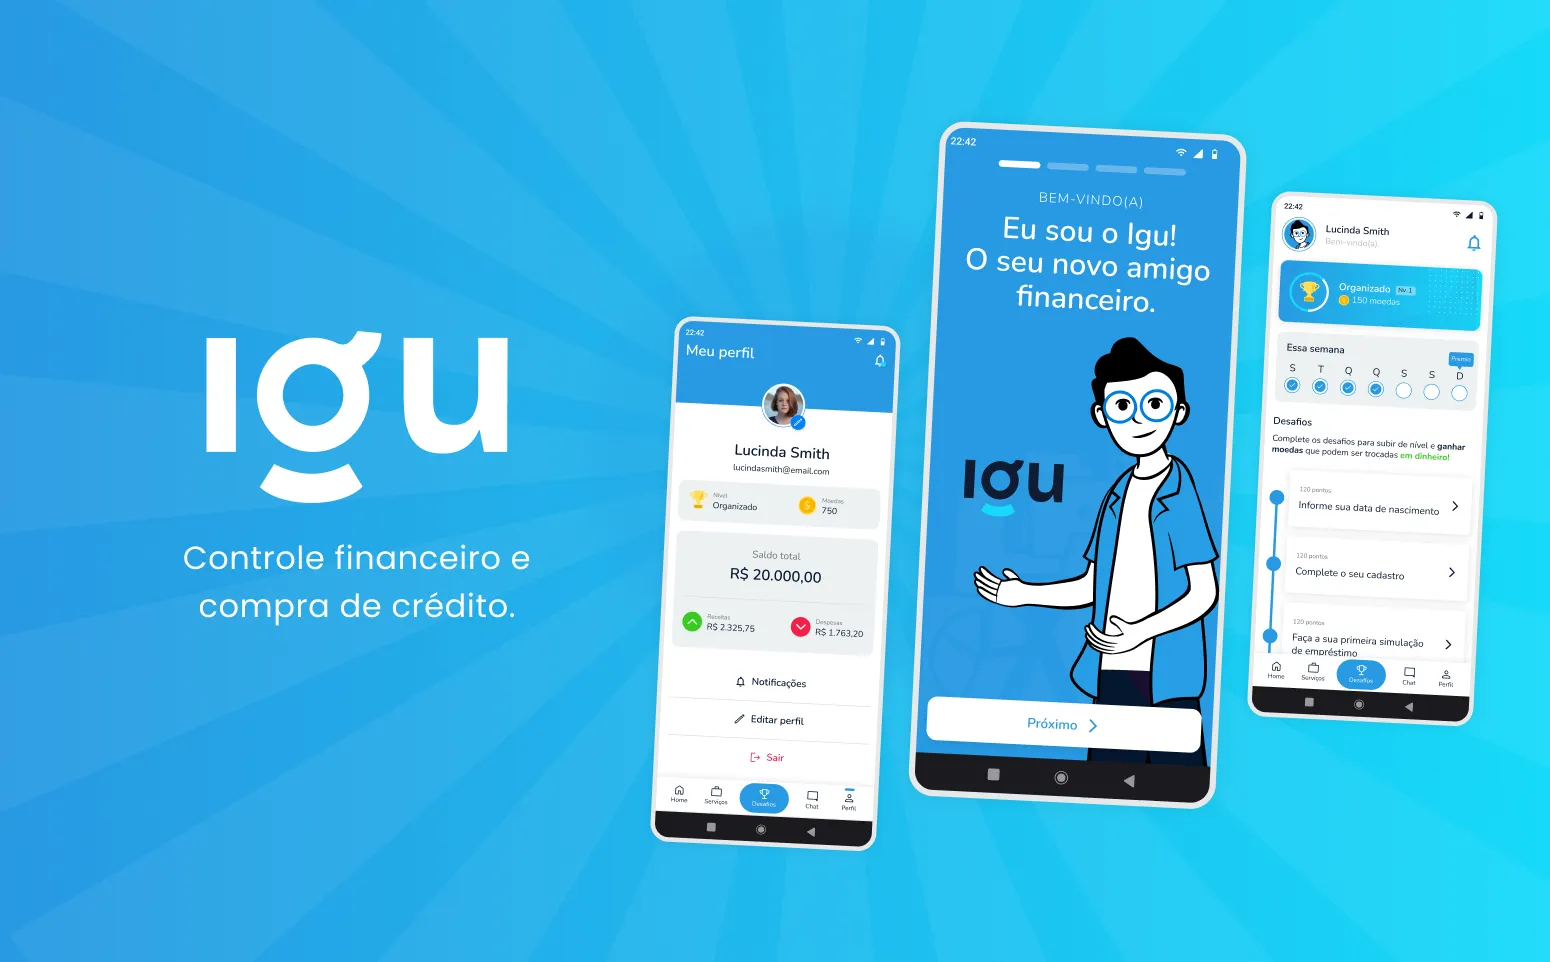 Igu
Controle financeiro e
compra de crédito.
22:42
Meu perfil
Lucinda Smith
lucindasmith@email.com
Nível
Organizado
Moedas
750
Saldo total
R$ 20.000,00
Receitas
R$ 2.325,75
Despesas
R$ 1.763,20
Notificações
Editar perfil
Sair
Home
Serviços
Desafios
Chat
Perfil
22:42
BEM-VINDO(A)
Eu sou o Igu!
O seu novo amigo
financeiro.
Igu
Próximo
22:42
Lucinda Smith
Bem-vindo(a).
Organizado Nv. 1
150 moedas
Essa semana
Prêmio
S T Q Q S S D
Desafios
Complete os desafios para subir de nível e ganhar
moedas que podem ser trocadas em dinheiro!
120 pontos
Informe sua data de nascimento
120 pontos
Complete o seu cadastro
120 pontos
Faça a sua primeira simulação
de empréstimo
Home
Serviços
Desafios
Chat
Perfil